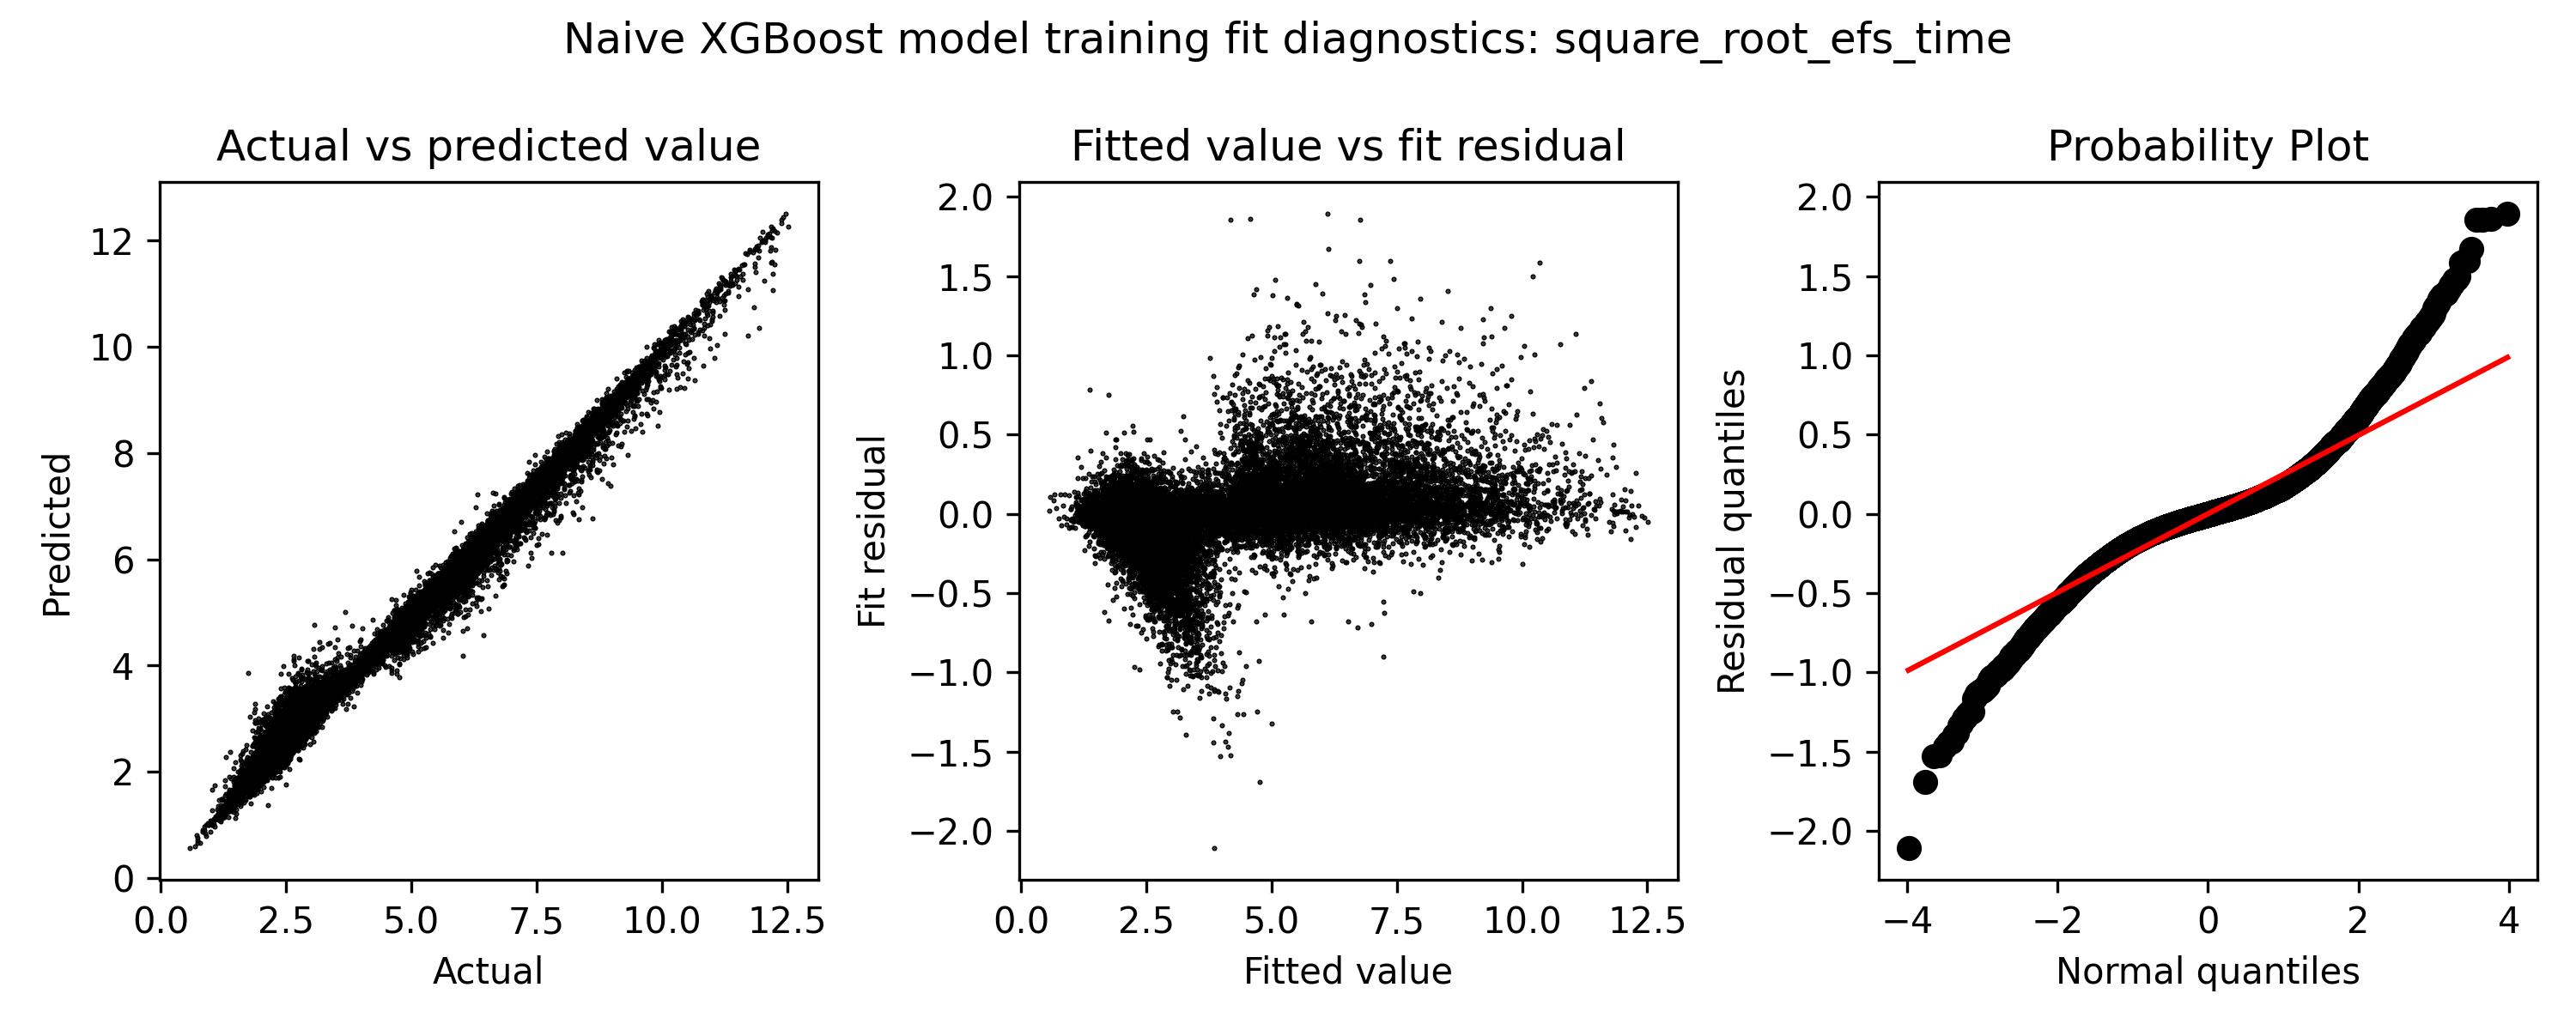 Naive XGBoost model training fit diagnostics: square_root_efs_time
Actual vs predicted value
Predicted
12
10
8
6
4
2
0
0.0 2.5 5.0 7.5 10.0 12.5
Actual
Fitted value vs fit residual
Fit residual
2.0
1.5
1.0
0.5
0.0
−0.5
−1.0
−1.5
−2.0
0.0 2.5 5.0 7.5 10.0 12.5
Fitted value
Probability Plot
Residual quantiles
2.0
1.5
1.0
0.5
0.0
−0.5
−1.0
−1.5
−2.0
−4 −2 0 2 4
Normal quantiles